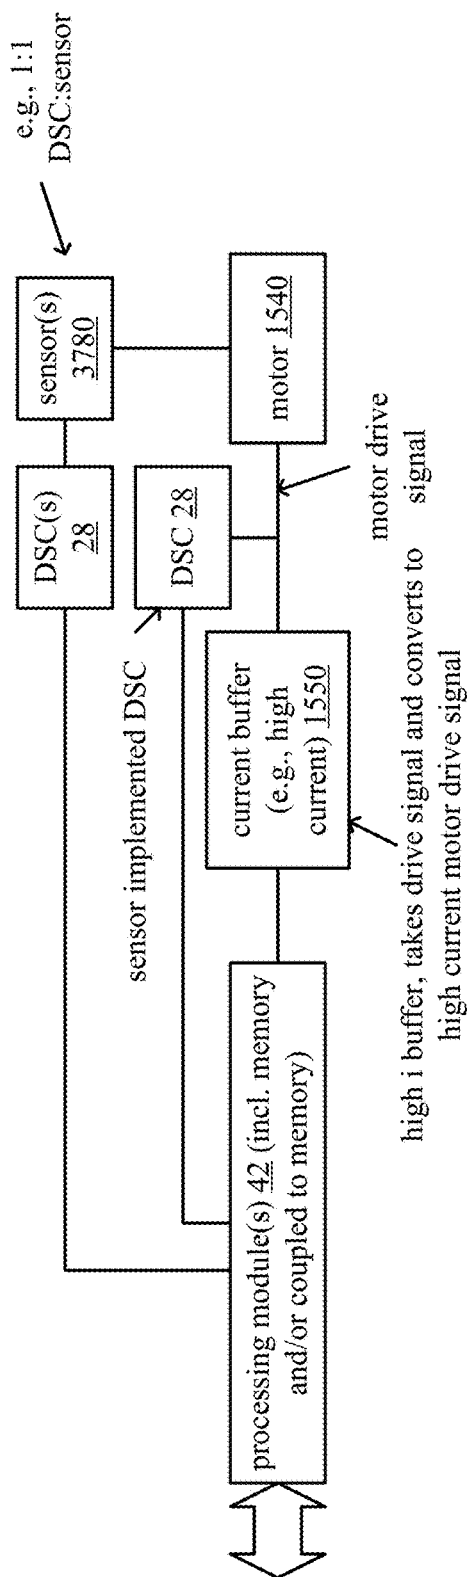 e.g., 1:1
DSC:sensor
sensor(s)
3780
DSC(s)
28
motor 1540
DSC 28
sensor implemented DSC
motor drive
signal
current buffer
(e.g., high
current) 1550
processing module(s) 42 (incl. memory
and/or coupled to memory)
high i buffer, takes drive signal and converts to
high current motor drive signal